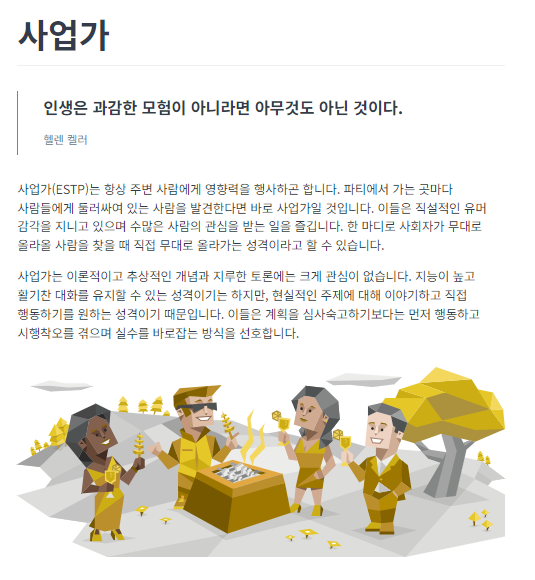 사업가
인생은 과감한 모험이 아니라면 아무것도 아닌 것이다.
헬렌 켈러
사업가(ESTP)는 항상 주변 사람에게 영향력을 행사하곤 합니다. 파티에서 가는 곳마다
사람들에게 둘러싸여 있는 사람을 발견한다면 바로 사업가일 것입니다. 이들은 직설적인 유머
감각을 지니고 있으며 수많은 사람의 관심을 받는 일을 즐깁니다. 한 마디로 사회자가 무대로
올라올 사람을 찾을 때 직접 무대로 올라가는 성격이라고 할 수 있습니다.
사업가는 이론적이고 추상적인 개념과 지루한 토론에는 크게 관심이 없습니다. 지능이 높고
활기찬 대화를 유지할 수 있는 성격이기는 하지만, 현실적인 주제에 대해 이야기하고 직접
행동하기를 원하는 성격이기 때문입니다. 이들은 계획을 심사숙고하기보다는 먼저 행동하고
시행착오를 겪으며 실수를 바로잡는 방식을 선호합니다.